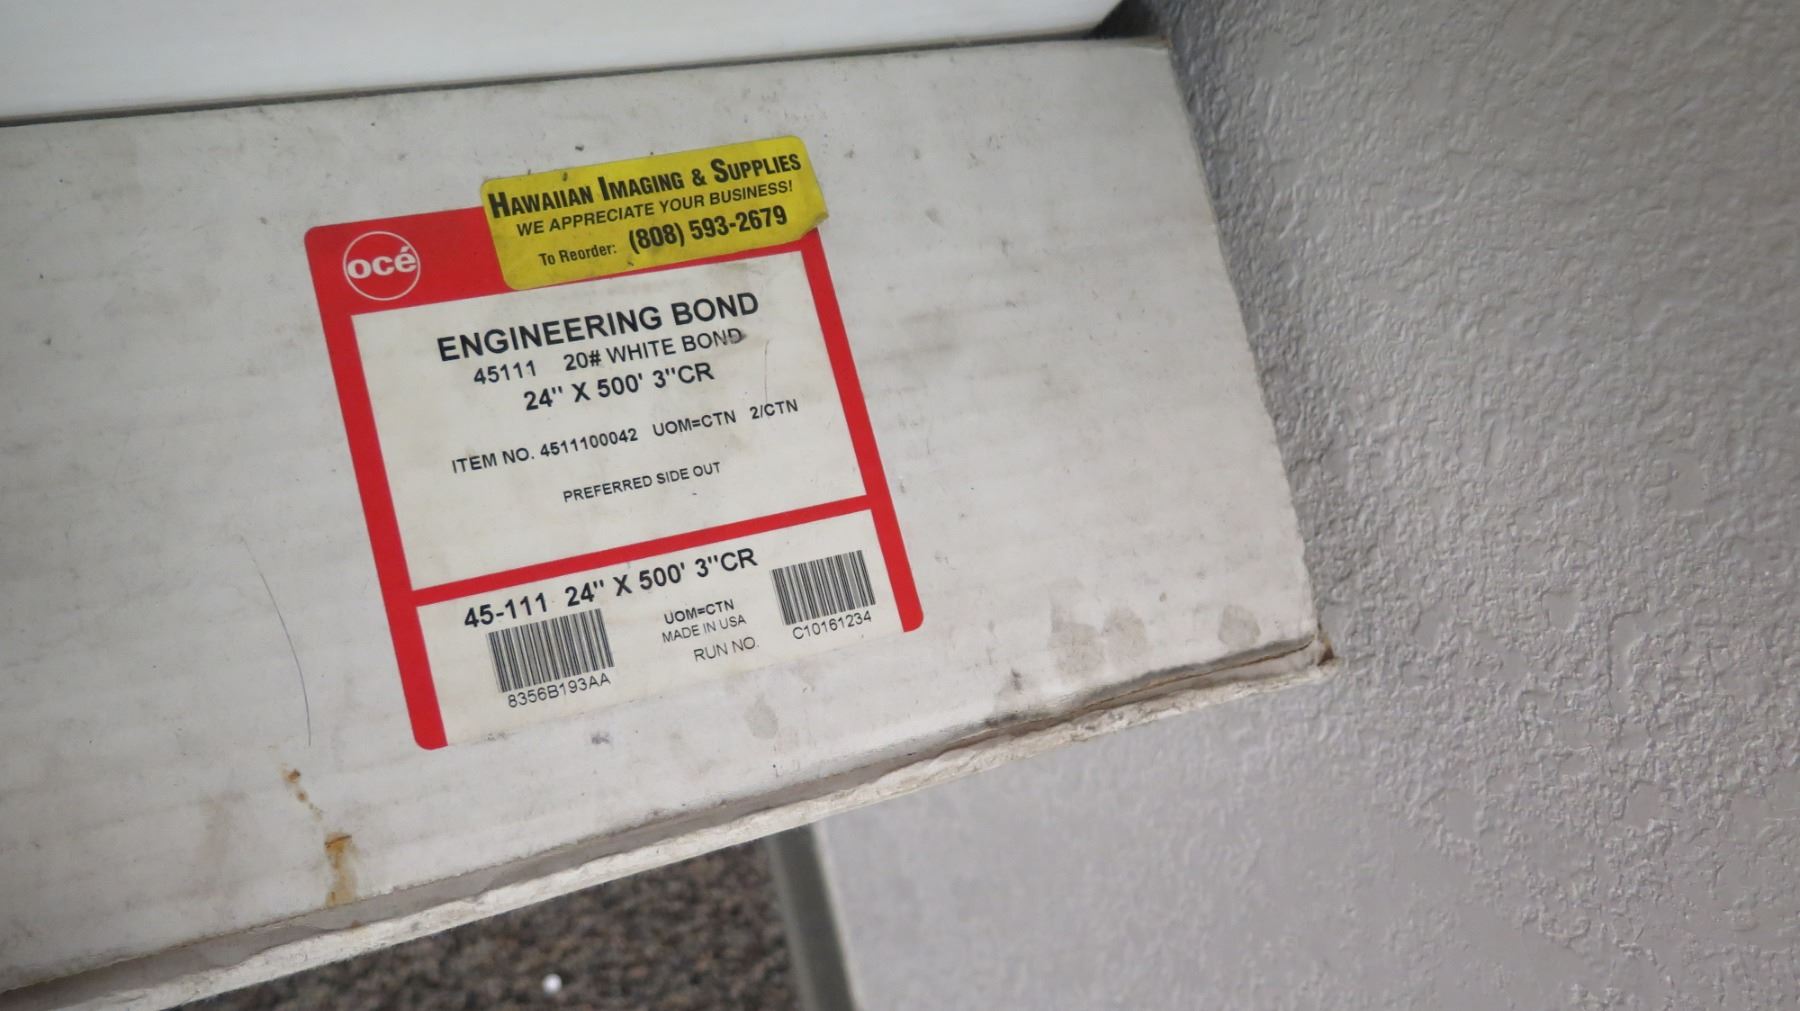 HAWAIIAN IMAGING & SUPPLIES
WE APPRECIATE YOUR BUSINESS!
To Reorder: (808) 593-2679
océ
ENGINEERING BOND
45111 20# WHITE BOND
24" X 500' 3"CR
ITEM NO. 4511100042 UOM=CTN 2/CTN
PREFERRED SIDE OUT
45-111 24" X 500' 3"CR
UOM=CTN
MADE IN USA
RUN NO.
8356B193AA
C10161234